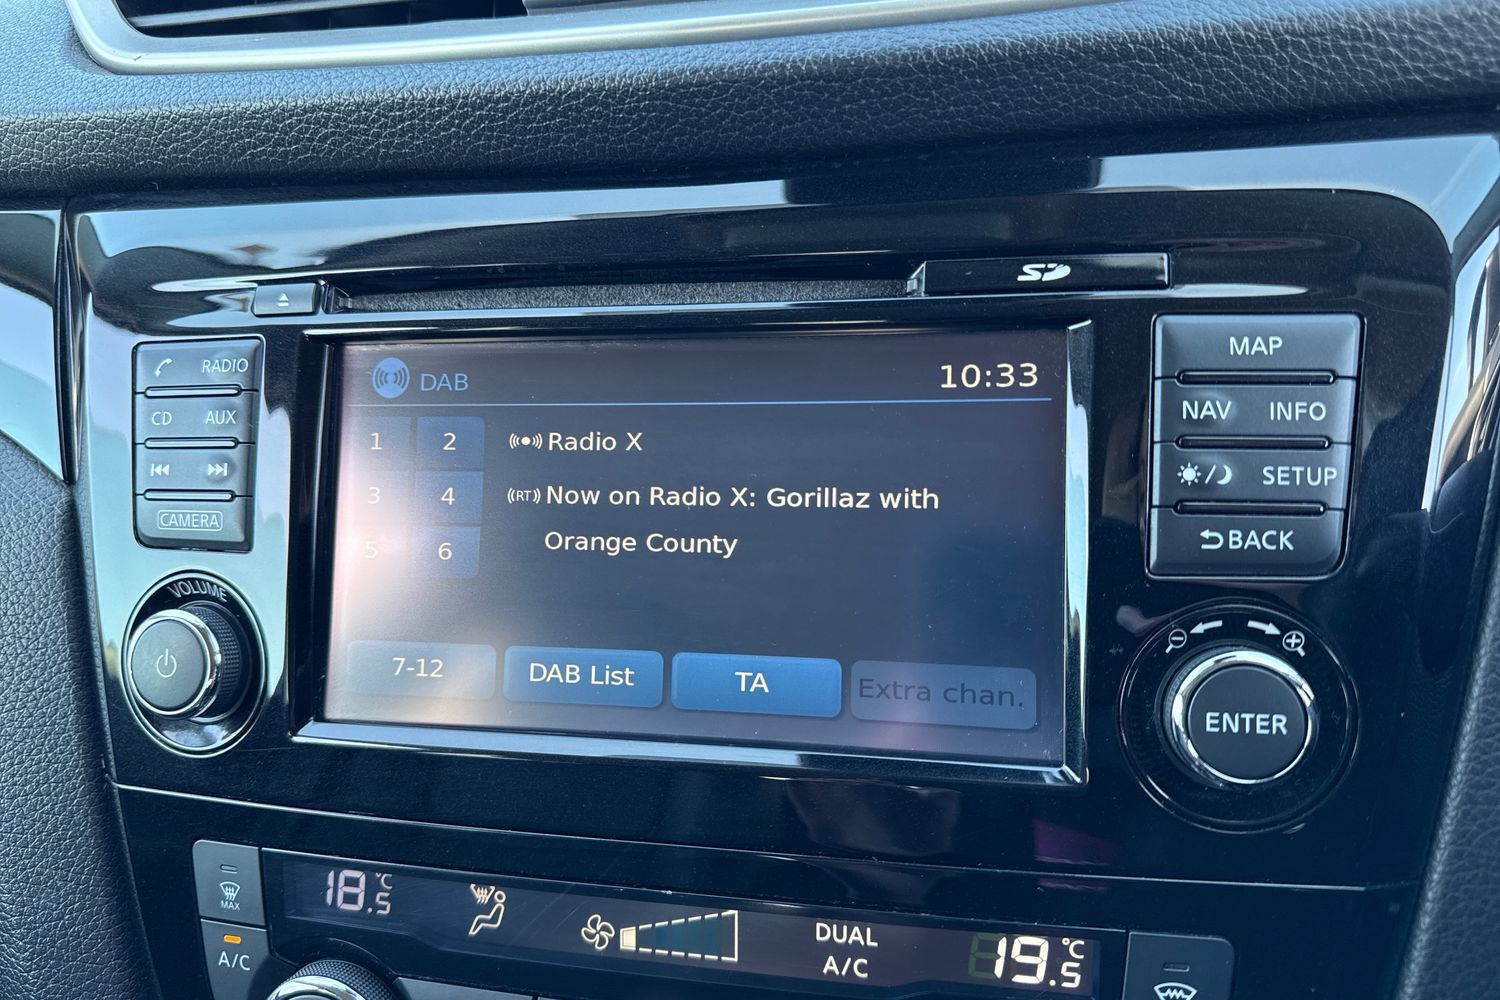 SD
RADIO
CD AUX
CAMERA
VOLUME
DAB 10:33
1 2
3 4
5 6
Radio X
RT Now on Radio X: Gorillaz with
Orange County
7-12 DAB List TA Extra chan.
MAP
NAV INFO
/ SETUP
BACK
ENTER
MAX
A/C
18.5 °C
DUAL
A/C
19.5 °C